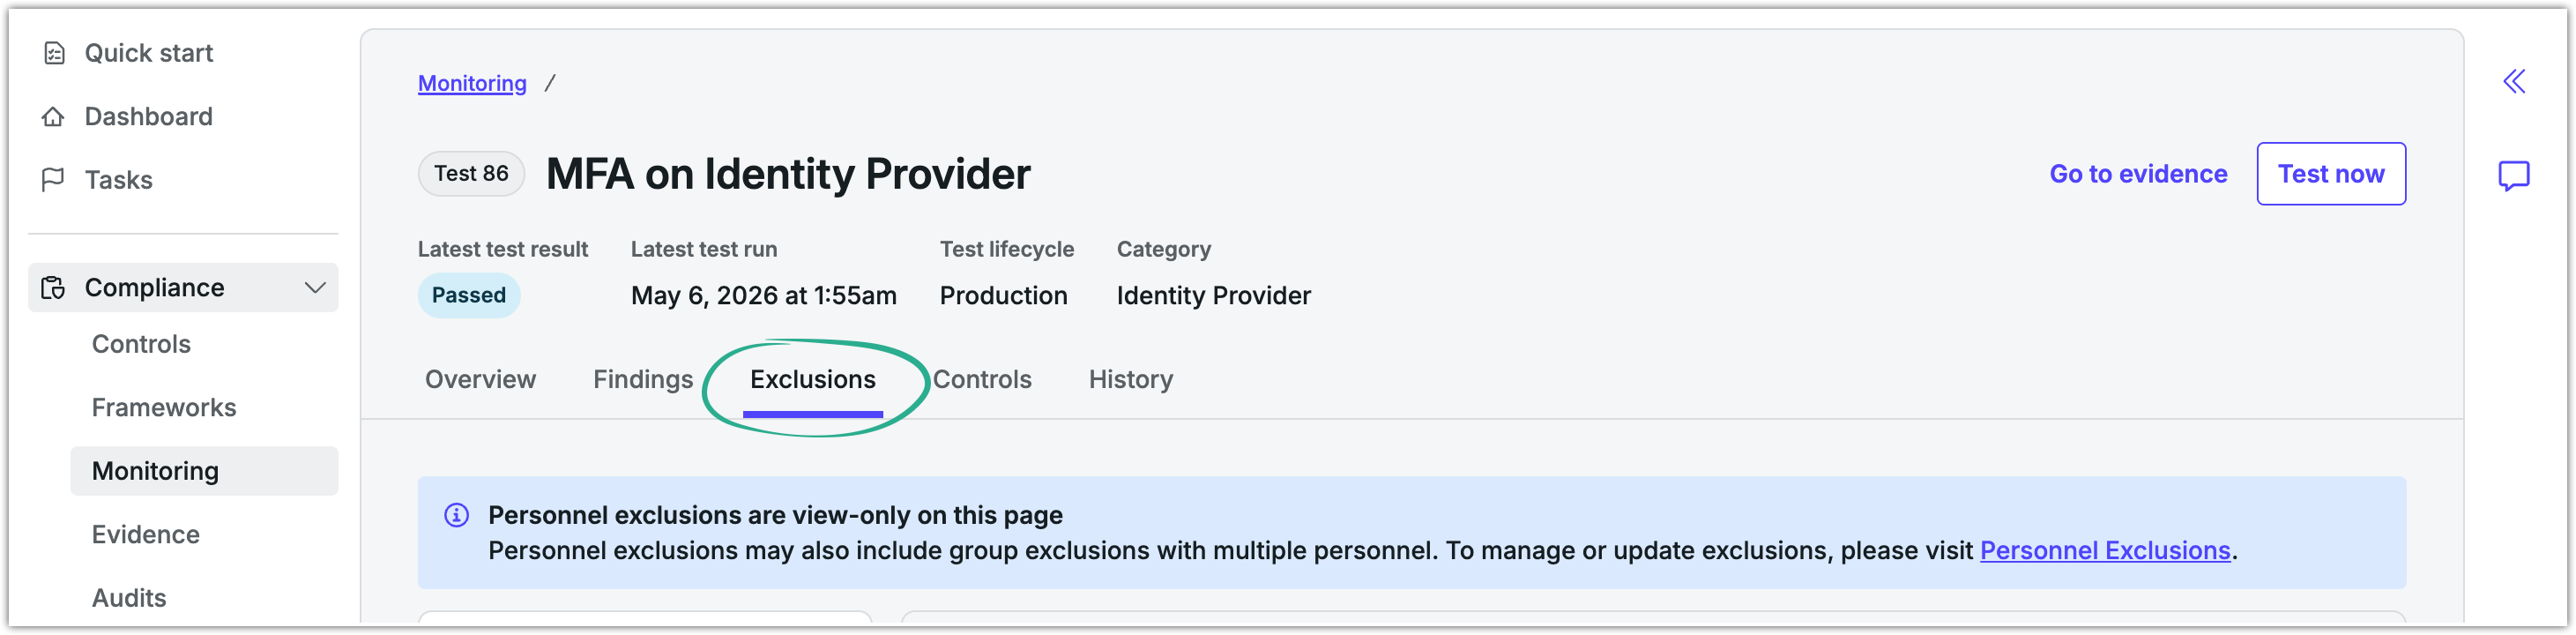 Quick start
Dashboard
Tasks
Compliance
Controls
Frameworks
Monitoring
Evidence
Audits
Monitoring /
Test 86 MFA on Identity Provider
Go to evidence Test now
Latest test result Latest test run Test lifecycle Category
Passed May 6, 2026 at 1:55am Production Identity Provider
Overview Findings Exclusions Controls History
Personnel exclusions are view-only on this page
Personnel exclusions may also include group exclusions with multiple personnel. To manage or update exclusions, please visit Personnel Exclusions.